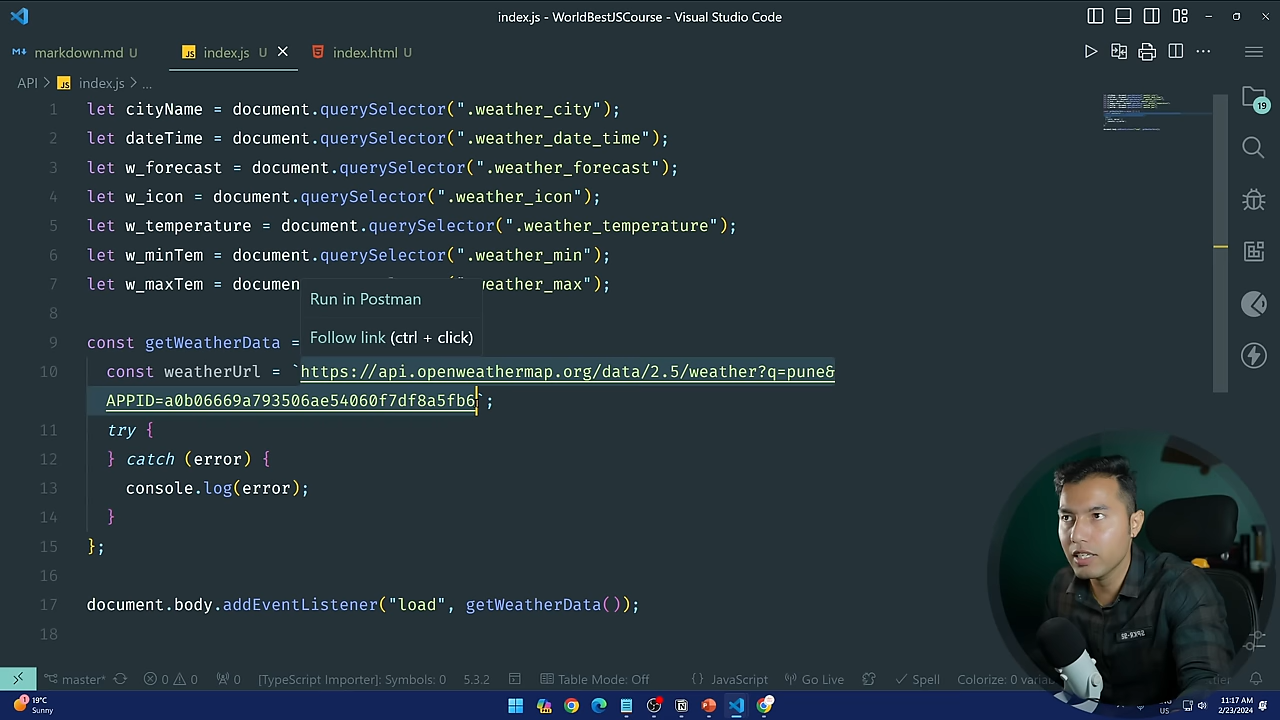 index.js - WorldBestJSCourse - Visual Studio Code
markdown.md U
JS index.js U
index.html U
API > JS index.js > ...
1 let cityName = document.querySelector(".weather_city");
2 let dateTime = document.querySelector(".weather_date_time");
3 let w_forecast = document.querySelector(".weather_forecast");
4 let w_icon = document.querySelector(".weather_icon");
5 let w_temperature = document.querySelector(".weather_temperature");
6 let w_minTem = document.querySelector(".weather_min");
7 let w_maxTem = documen weather_max");
Run in Postman
8
Follow link (ctrl + click)
9 const getWeatherData =
10 const weatherUrl = `https://api.openweathermap.org/data/2.5/weather?q=pune&
APPID=a0b06669a793506ae54060f7df8a5fb6`;
11 try {
12 } catch (error) {
13 console.log(error);
14 }
15 };
16
17 document.body.addEventListener("load", getWeatherData());
18
19
master* 0 0 0 [TypeScript Importer]: Symbols: 0 5.3.2 Table Mode: Off {} JavaScript Go Live Spell Colorize: 0 varia
19°C
Sunny
US
11:17 AM
2/23/2024